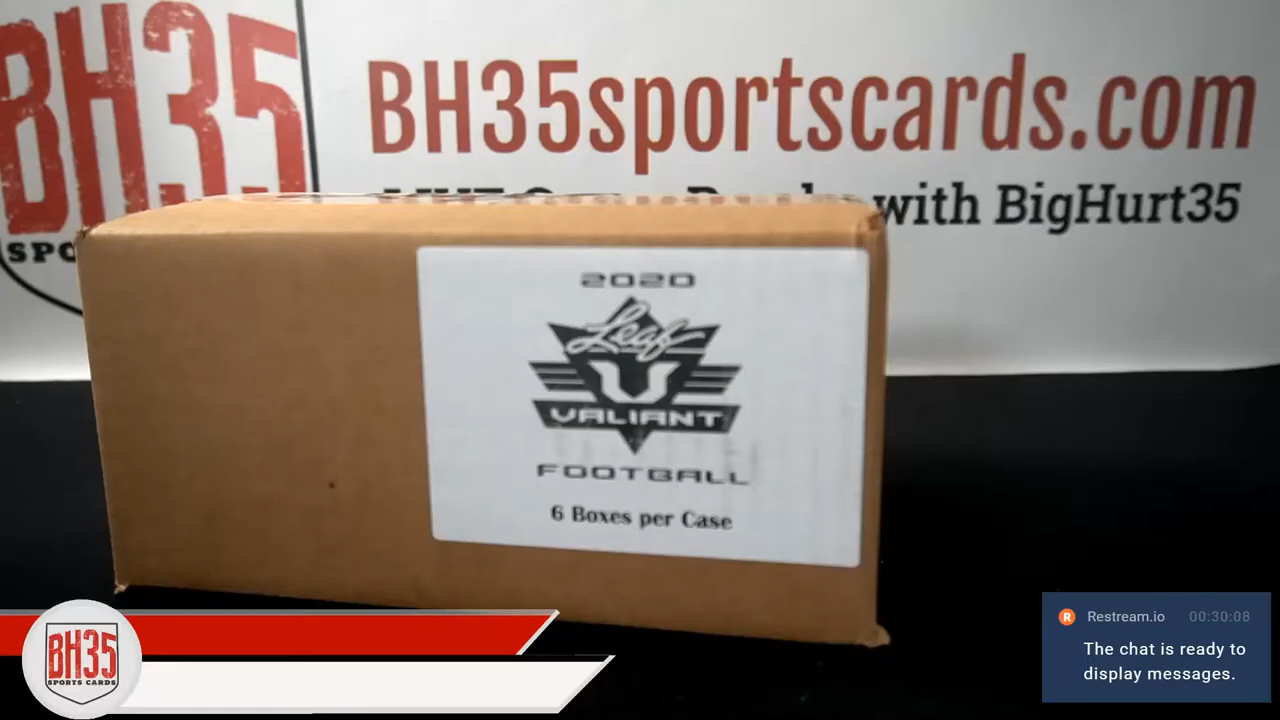 BH35
SPO
BH35sportscards.com
with BigHurt35
2020
Leaf
VALIANT
FOOTBALL
6 Boxes per Case
BH35
SPORTS CARDS
Restream.io 00:30:08
The chat is ready to
display messages.